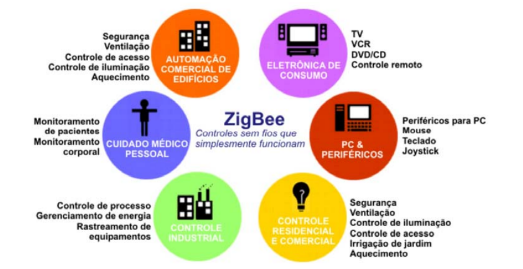 Segurança
Ventilação
Controle de acesso
Controle de iluminação
Aquecimento
AUTOMAÇÃO
COMERCIAL DE
EDIFÍCIOS
ELETRÔNICA DE
CONSUMO
TV
VCR
DVD/CD
Controle remoto
Monitoramento
de pacientes
Monitoramento
corporal
CUIDADO MÉDICO
PESSOAL
ZigBee
Controles sem fios que
simplesmente funcionam
PC &
PERIFÉRICOS
Periféricos para PC
Mouse
Teclado
Joystick
Controle de processo
Gerenciamento de energia
Rastreamento de
equipamentos
CONTROLE
INDUSTRIAL
CONTROLE
RESIDENCIAL
E COMERCIAL
Segurança
Ventilação
Controle de iluminação
Controle de acesso
Irrigação de jardim
Aquecimento